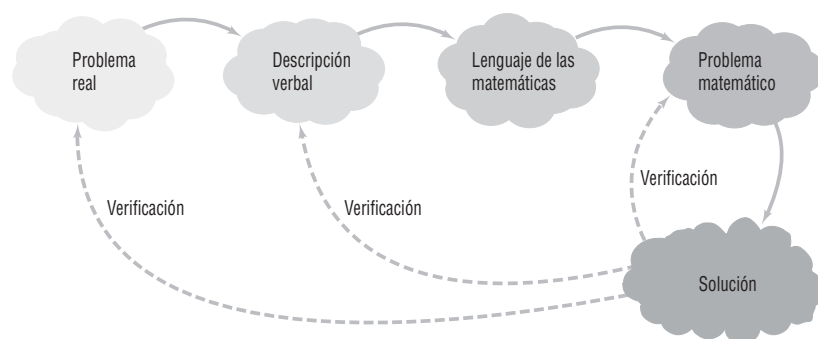 Problema
real
Descripción
verbal
Lenguaje de las
matemáticas
Problema
matemático
Verificación
Verificación
Verificación
Solución